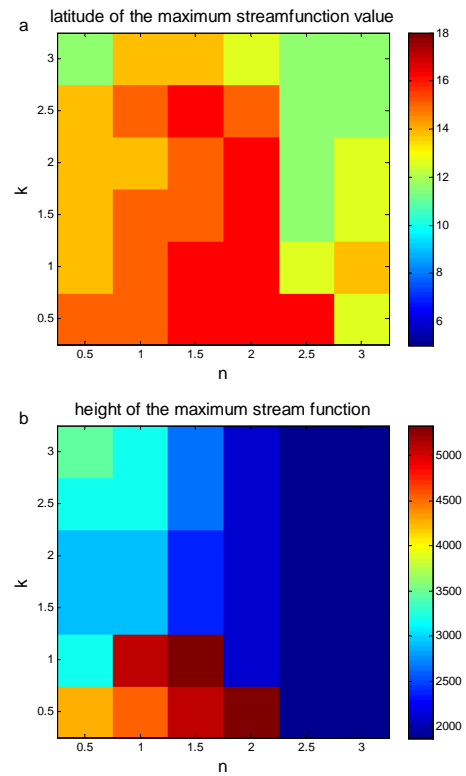 a
latitude of the maximum streamfunction value
3
2.5
2
1.5
1
0.5
k
0.5 1 1.5 2 2.5 3
n
18
16
14
12
10
8
6
b
height of the maximum stream function
3
2.5
2
1.5
1
0.5
k
0.5 1 1.5 2 2.5 3
n
5000
4500
4000
3500
3000
2500
2000